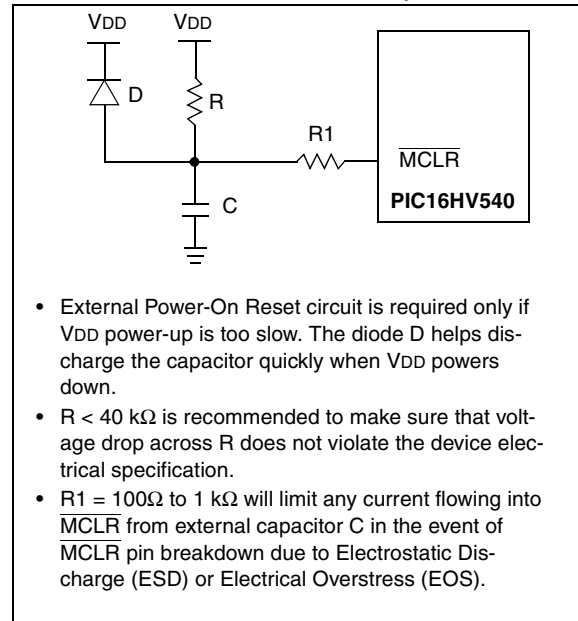 VDD VDD
D
R
R1
MCLR
PIC16HV540
C
• External Power-On Reset circuit is required only if
VDD power-up is too slow. The diode D helps dis-
charge the capacitor quickly when VDD powers
down.
• R < 40 kΩ is recommended to make sure that volt-
age drop across R does not violate the device elec-
trical specification.
• R1 = 100Ω to 1 kΩ will limit any current flowing into
MCLR from external capacitor C in the event of
MCLR pin breakdown due to Electrostatic Dis-
charge (ESD) or Electrical Overstress (EOS).